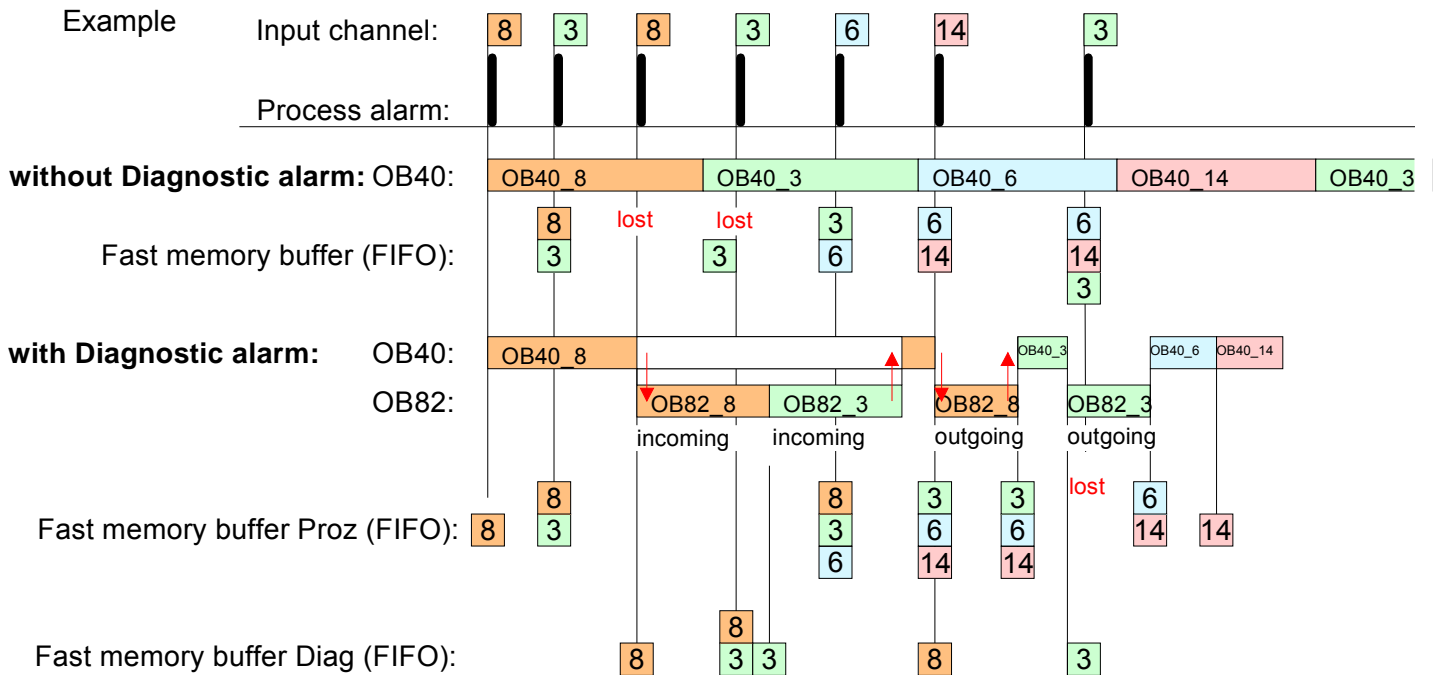 Example
Input channel: 8 3 8 3 6 14 3
Process alarm:
without Diagnostic alarm: OB40: OB40_8 OB40_3 OB40_6 OB40_14 OB40_3
8 lost lost 3 6 6
Fast memory buffer (FIFO): 3 3 6 14 14
3
with Diagnostic alarm: OB40: OB40_8 OB40_3 OB40_6 OB40_14
OB82: OB82_8 OB82_3 OB82_8 OB82_3
incoming incoming outgoing outgoing
8 8 3 3 lost 6
Fast memory buffer Proz (FIFO): 8 3 3 6 6 14 14
6 14 14
8
Fast memory buffer Diag (FIFO): 8 3 3 8 3